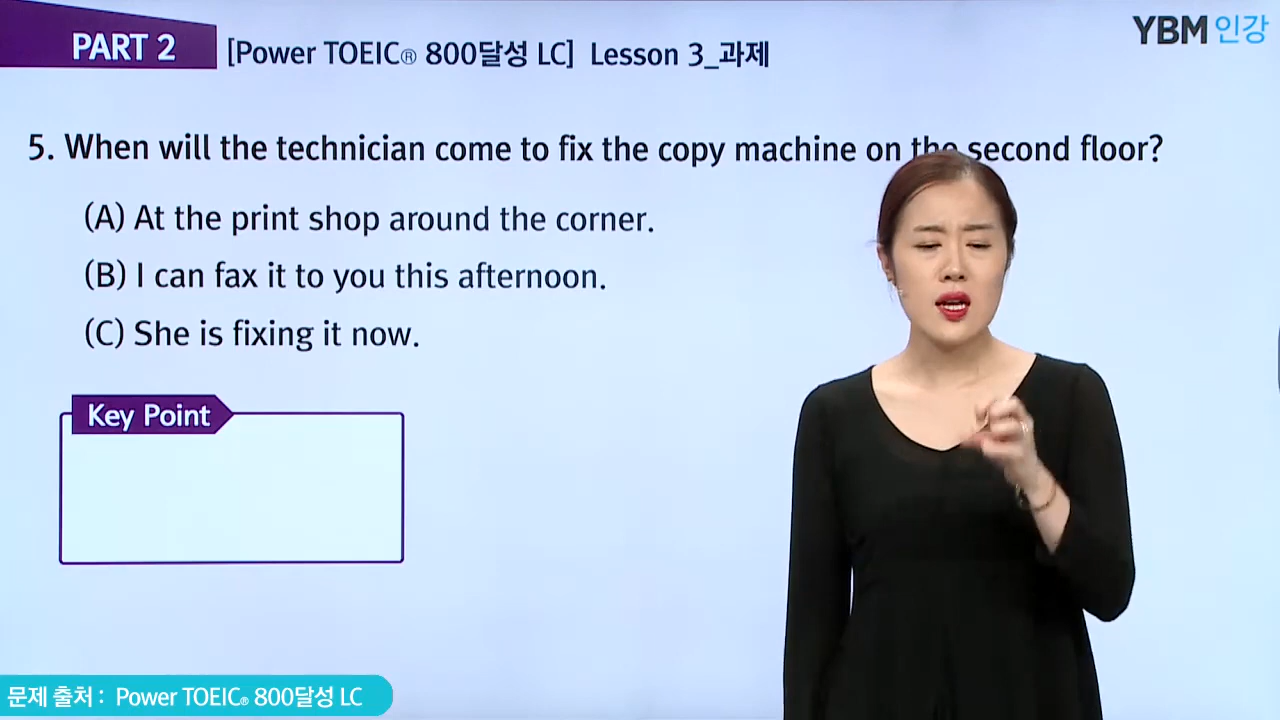 PART 2
[Power TOEIC® 800달성 LC] Lesson 3_과제
YBM 인강
5. When will the technician come to fix the copy machine on the second floor?
(A) At the print shop around the corner.
(B) I can fax it to you this afternoon.
(C) She is fixing it now.
Key Point
문제 출처 : Power TOEIC® 800달성 LC